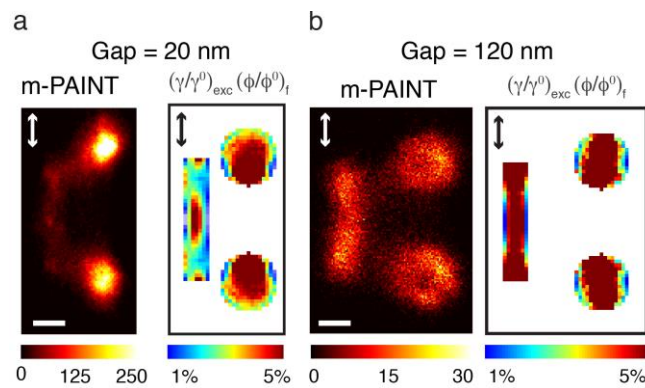 a
Gap = 20 nm
m-PAINT
(γ/γ⁰)exc (ϕ/ϕ⁰)f
0 125 250
1% 5%
b
Gap = 120 nm
m-PAINT
(γ/γ⁰)exc (ϕ/ϕ⁰)f
0 15 30
1% 5%